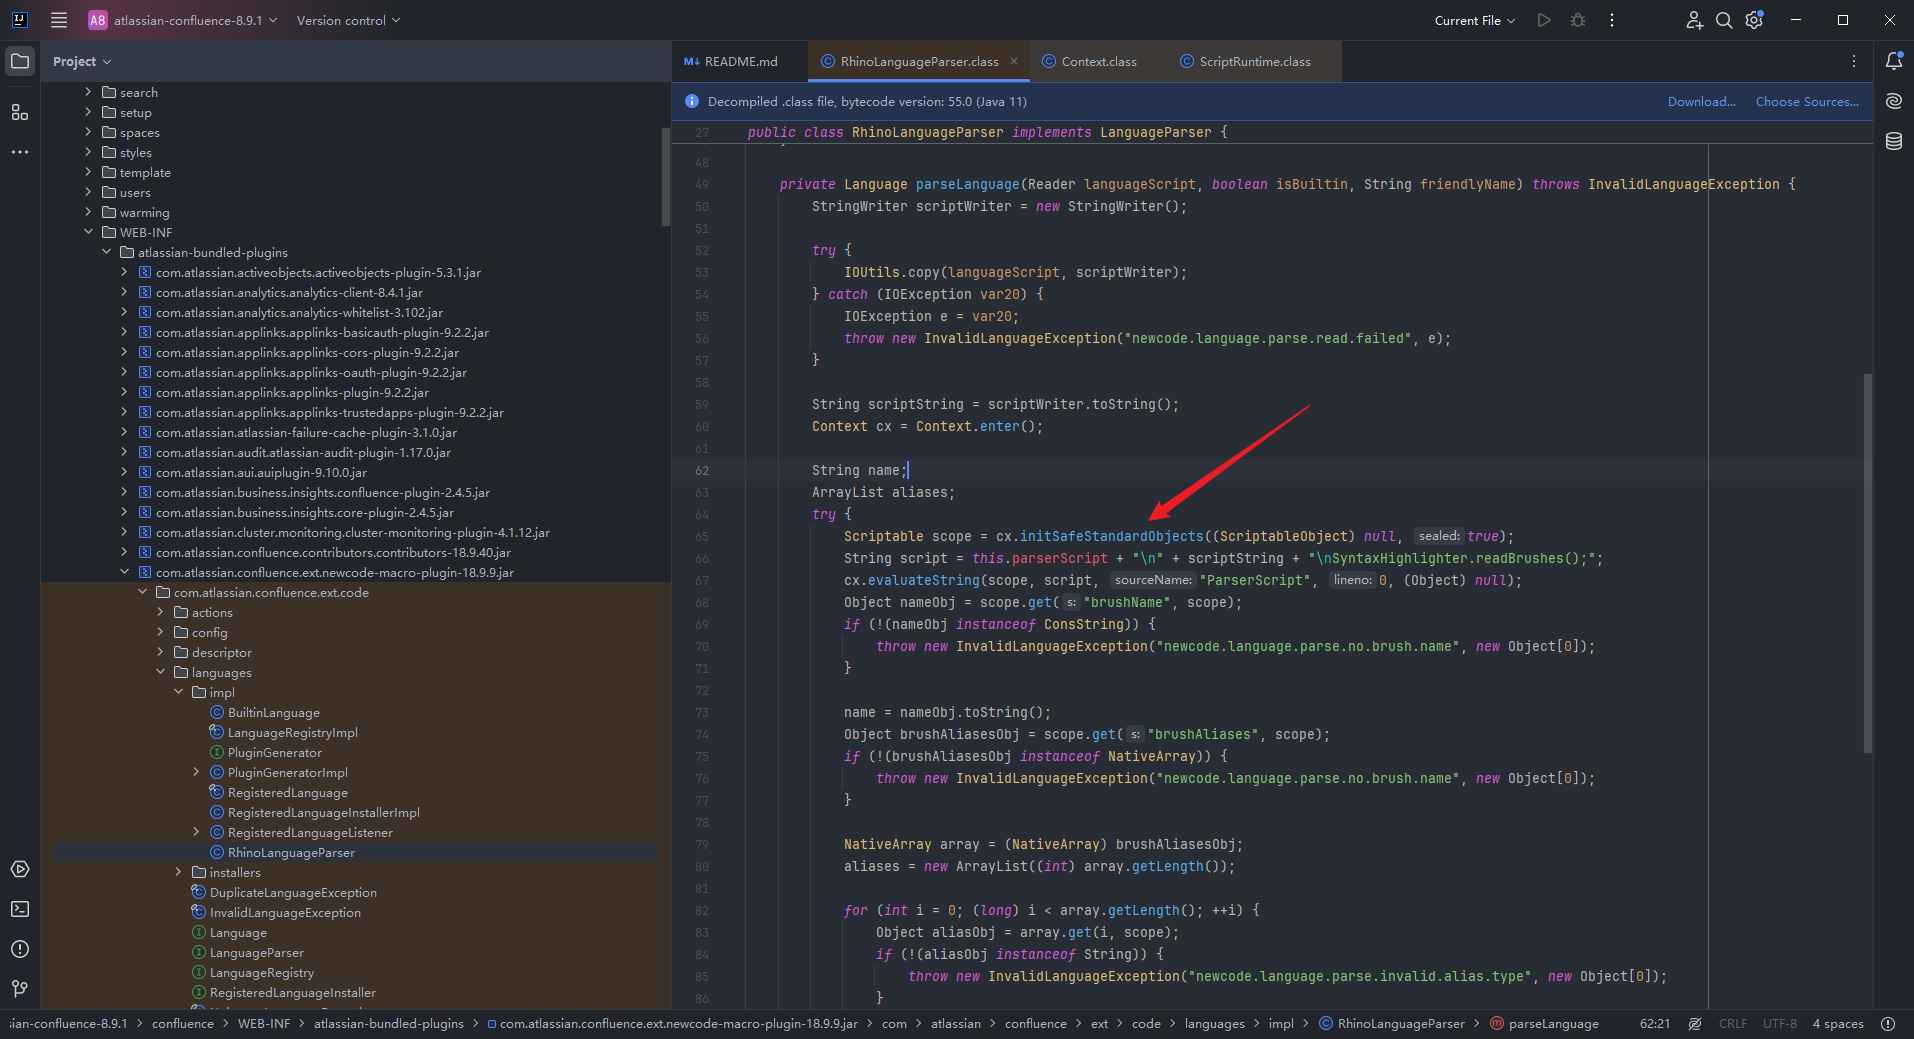 A8 atlassian-confluence-8.9.1 Version control Current File
Project
README.md RhinoLanguageParser.class Context.class ScriptRuntime.class
search
setup
spaces
styles
template
users
warming
WEB-INF
atlassian-bundled-plugins
com.atlassian.activeobjects.activeobjects-plugin-5.3.1.jar
com.atlassian.analytics.analytics-client-8.4.1.jar
com.atlassian.analytics.analytics-whitelist-3.102.jar
com.atlassian.applinks.applinks-basicauth-plugin-9.2.2.jar
com.atlassian.applinks.applinks-cors-plugin-9.2.2.jar
com.atlassian.applinks.applinks-oauth-plugin-9.2.2.jar
com.atlassian.applinks.applinks-plugin-9.2.2.jar
com.atlassian.applinks.applinks-trustedapps-plugin-9.2.2.jar
com.atlassian.atlassian-failure-cache-plugin-3.1.0.jar
com.atlassian.audit.atlassian-audit-plugin-1.17.0.jar
com.atlassian.aui.auiplugin-9.10.0.jar
com.atlassian.business.insights.confluence-plugin-2.4.5.jar
com.atlassian.business.insights.core-plugin-2.4.5.jar
com.atlassian.cluster.monitoring.cluster-monitoring-plugin-4.1.12.jar
com.atlassian.confluence.contributors.contributors-18.9.40.jar
com.atlassian.confluence.ext.newcode-macro-plugin-18.9.9.jar
com.atlassian.confluence.ext.code
actions
config
descriptor
languages
impl
BuiltinLanguage
LanguageRegistryImpl
PluginGenerator
PluginGeneratorImpl
RegisteredLanguage
RegisteredLanguageInstallerImpl
RegisteredLanguageListener
RhinoLanguageParser
installers
DuplicateLanguageException
InvalidLanguageException
Language
LanguageParser
LanguageRegistry
RegisteredLanguageInstaller
Decompiled .class file, bytecode version: 55.0 (Java 11) Download... Choose Sources...
27 public class RhinoLanguageParser implements LanguageParser {
48
49 private Language parseLanguage(Reader languageScript, boolean isBuiltin, String friendlyName) throws InvalidLanguageException {
50 StringWriter scriptWriter = new StringWriter();
51
52 try {
53 IOUtils.copy(languageScript, scriptWriter);
54 } catch (IOException var20) {
55 IOException e = var20;
56 throw new InvalidLanguageException("newcode.language.parse.read.failed", e);
57 }
58
59 String scriptString = scriptWriter.toString();
60 Context cx = Context.enter();
61
62 String name;
63 ArrayList aliases;
64 try {
65 Scriptable scope = cx.initSafeStandardObjects((ScriptableObject) null, sealed: true);
66 String script = this.parserScript + "\n" + scriptString + "\nSyntaxHighlighter.readBrushes();";
67 cx.evaluateString(scope, script, sourceName: "ParserScript", lineno: 0, (Object) null);
68 Object nameObj = scope.get( s: "brushName", scope);
69 if (!(nameObj instanceof ConsString)) {
70 throw new InvalidLanguageException("newcode.language.parse.no.brush.name", new Object[0]);
71 }
72
73 name = nameObj.toString();
74 Object brushAliasesObj = scope.get( s: "brushAliases", scope);
75 if (!(brushAliasesObj instanceof NativeArray)) {
76 throw new InvalidLanguageException("newcode.language.parse.no.brush.name", new Object[0]);
77 }
78
79 NativeArray array = (NativeArray) brushAliasesObj;
80 aliases = new ArrayList((int) array.getLength());
81
82 for (int i = 0; (long) i < array.getLength(); ++i) {
83 Object aliasObj = array.get(i, scope);
84 if (!(aliasObj instanceof String)) {
85 throw new InvalidLanguageException("newcode.language.parse.invalid.alias.type", new Object[0]);
86 }
sian-confluence-8.9.1 > confluence > WEB-INF > atlassian-bundled-plugins > com.atlassian.confluence.ext.newcode-macro-plugin-18.9.9.jar > com > atlassian > confluence > ext > code > languages > impl > RhinoLanguageParser > parseLanguage 62:21 CRLF UTF-8 4 spaces